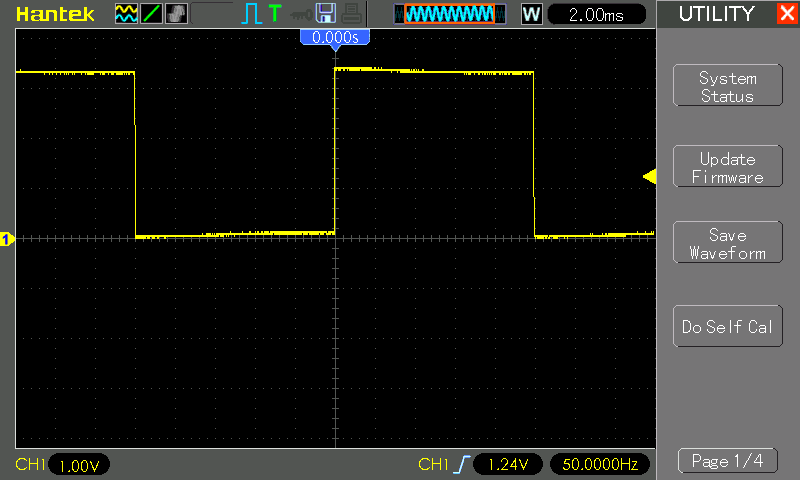 Hantek
T
W
2.00ms
UTILITY
X
0.000s
System
Status
Update
Firmware
1
Save
Waveform
Do Self Cal
CH1 1.00V
CH1 1.24V 50.0000Hz
Page 1/4